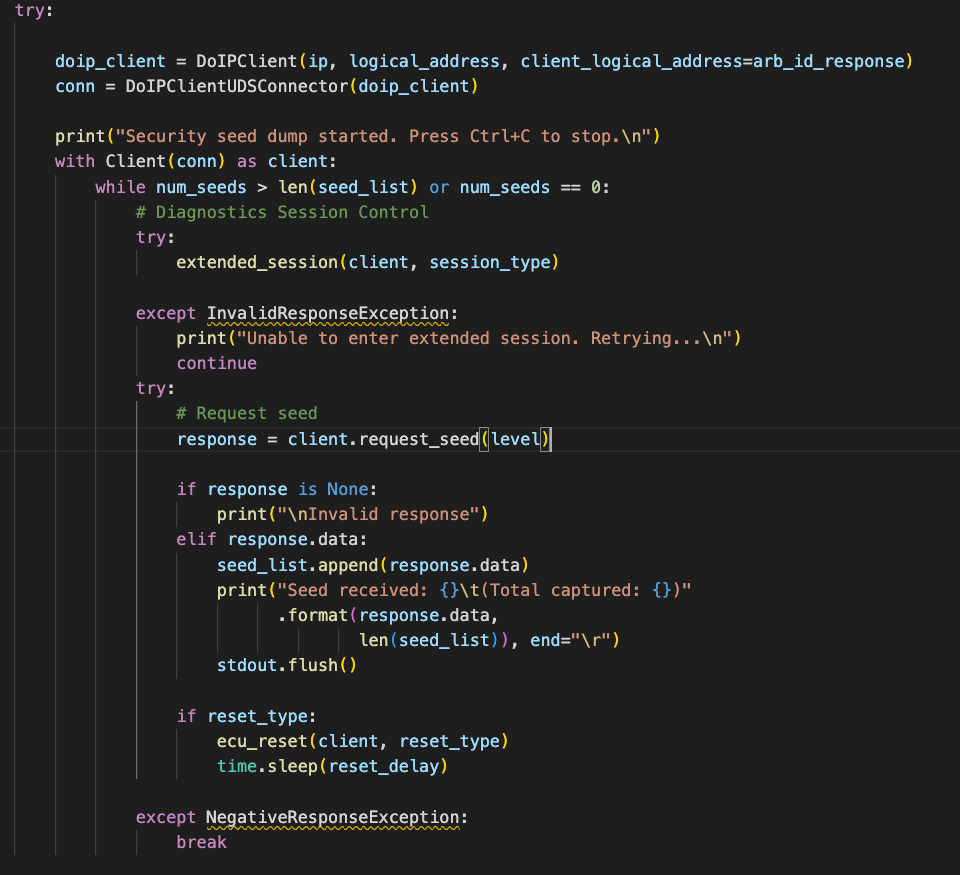 try:
doip_client = DoIPClient(ip, logical_address, client_logical_address=arb_id_response)
conn = DoIPClientUDSConnector(doip_client)
print("Security seed dump started. Press Ctrl+C to stop.\n")
with Client(conn) as client:
while num_seeds > len(seed_list) or num_seeds == 0:
# Diagnostics Session Control
try:
extended_session(client, session_type)
except InvalidResponseException:
print("Unable to enter extended session. Retrying...\n")
continue
try:
# Request seed
response = client.request_seed(level)
if response is None:
print("\nInvalid response")
elif response.data:
seed_list.append(response.data)
print("Seed received: {}\t(Total captured: {})"
.format(response.data,
len(seed_list)), end="\r")
stdout.flush()
if reset_type:
ecu_reset(client, reset_type)
time.sleep(reset_delay)
except NegativeResponseException:
break